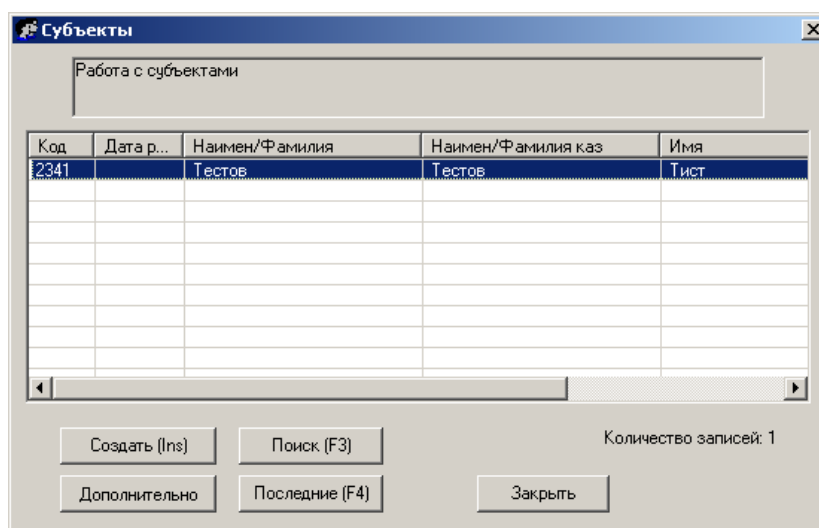 Субъекты
Работа с субъектами
Код Дата р... Наимен/Фамилия Наимен/Фамилия каз Имя
2341 Тестов Тестов Тист
Создать (Ins) Поиск (F3) Количество записей: 1
Дополнительно Последние (F4) Закрыть